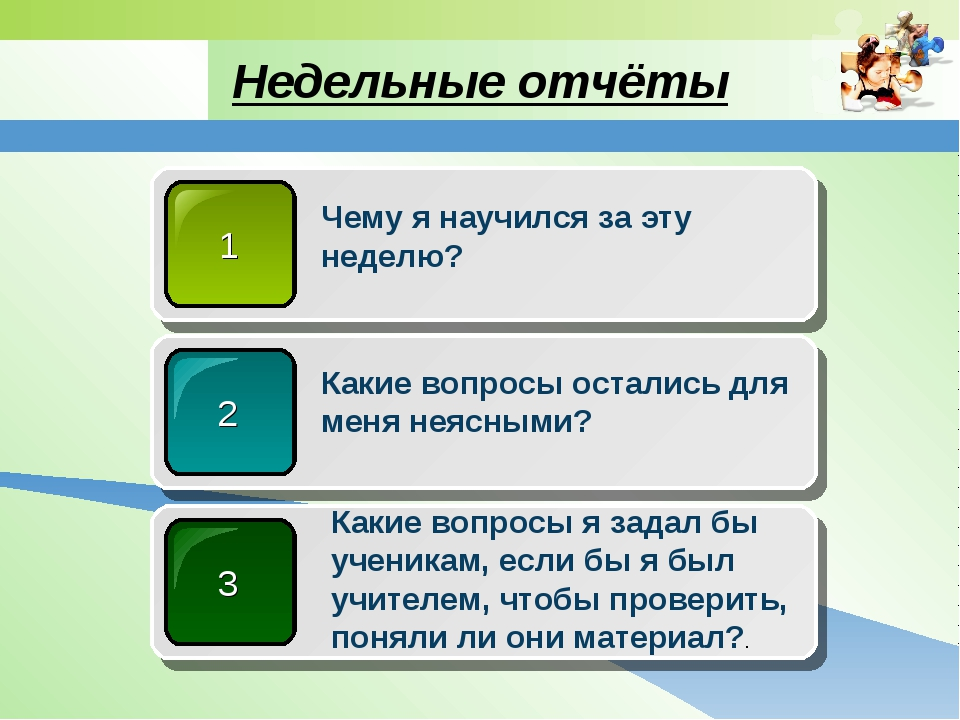 Недельные отчёты
1
Чему я научился за эту
неделю?
2
Какие вопросы остались для
меня неясными?
3
Какие вопросы я задал бы
ученикам, если бы я был
учителем, чтобы проверить,
поняли ли они материал?.